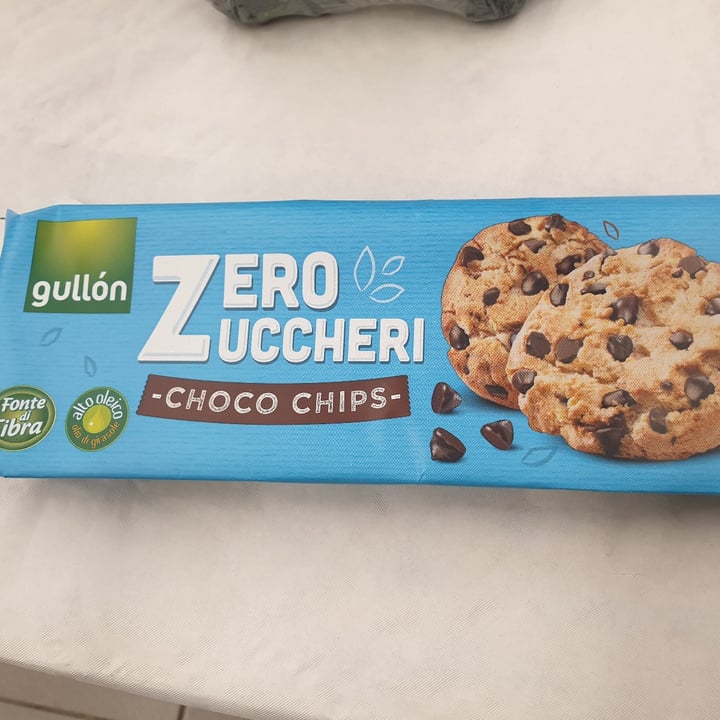 gullón
ZERO
ZUCCHERI
-CHOCO CHIPS-
Fonte
di
Fibra
alto oleico
olio di girasole